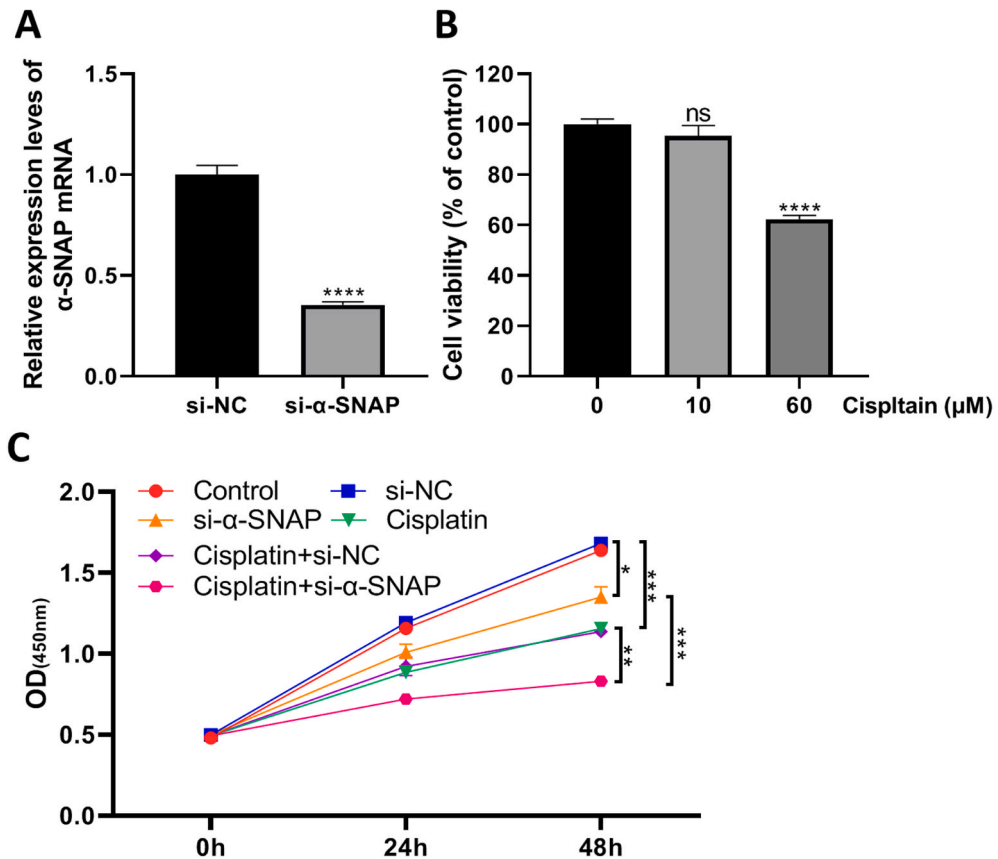 A
Relative expression leves of
α-SNAP mRNA
1.5
1.0
0.5
0.0
****
si-NC
si-α-SNAP
B
Cell viability (% of control)
120
100
80
60
40
20
0
ns
****
0
10
60
Cispltain (μM)
C
Control
si-NC
si-α-SNAP
Cisplatin
Cisplatin+si-NC
Cisplatin+si-α-SNAP
OD(450nm)
2.0
1.5
1.0
0.5
0.0
*
***
**
***
0h
24h
48h